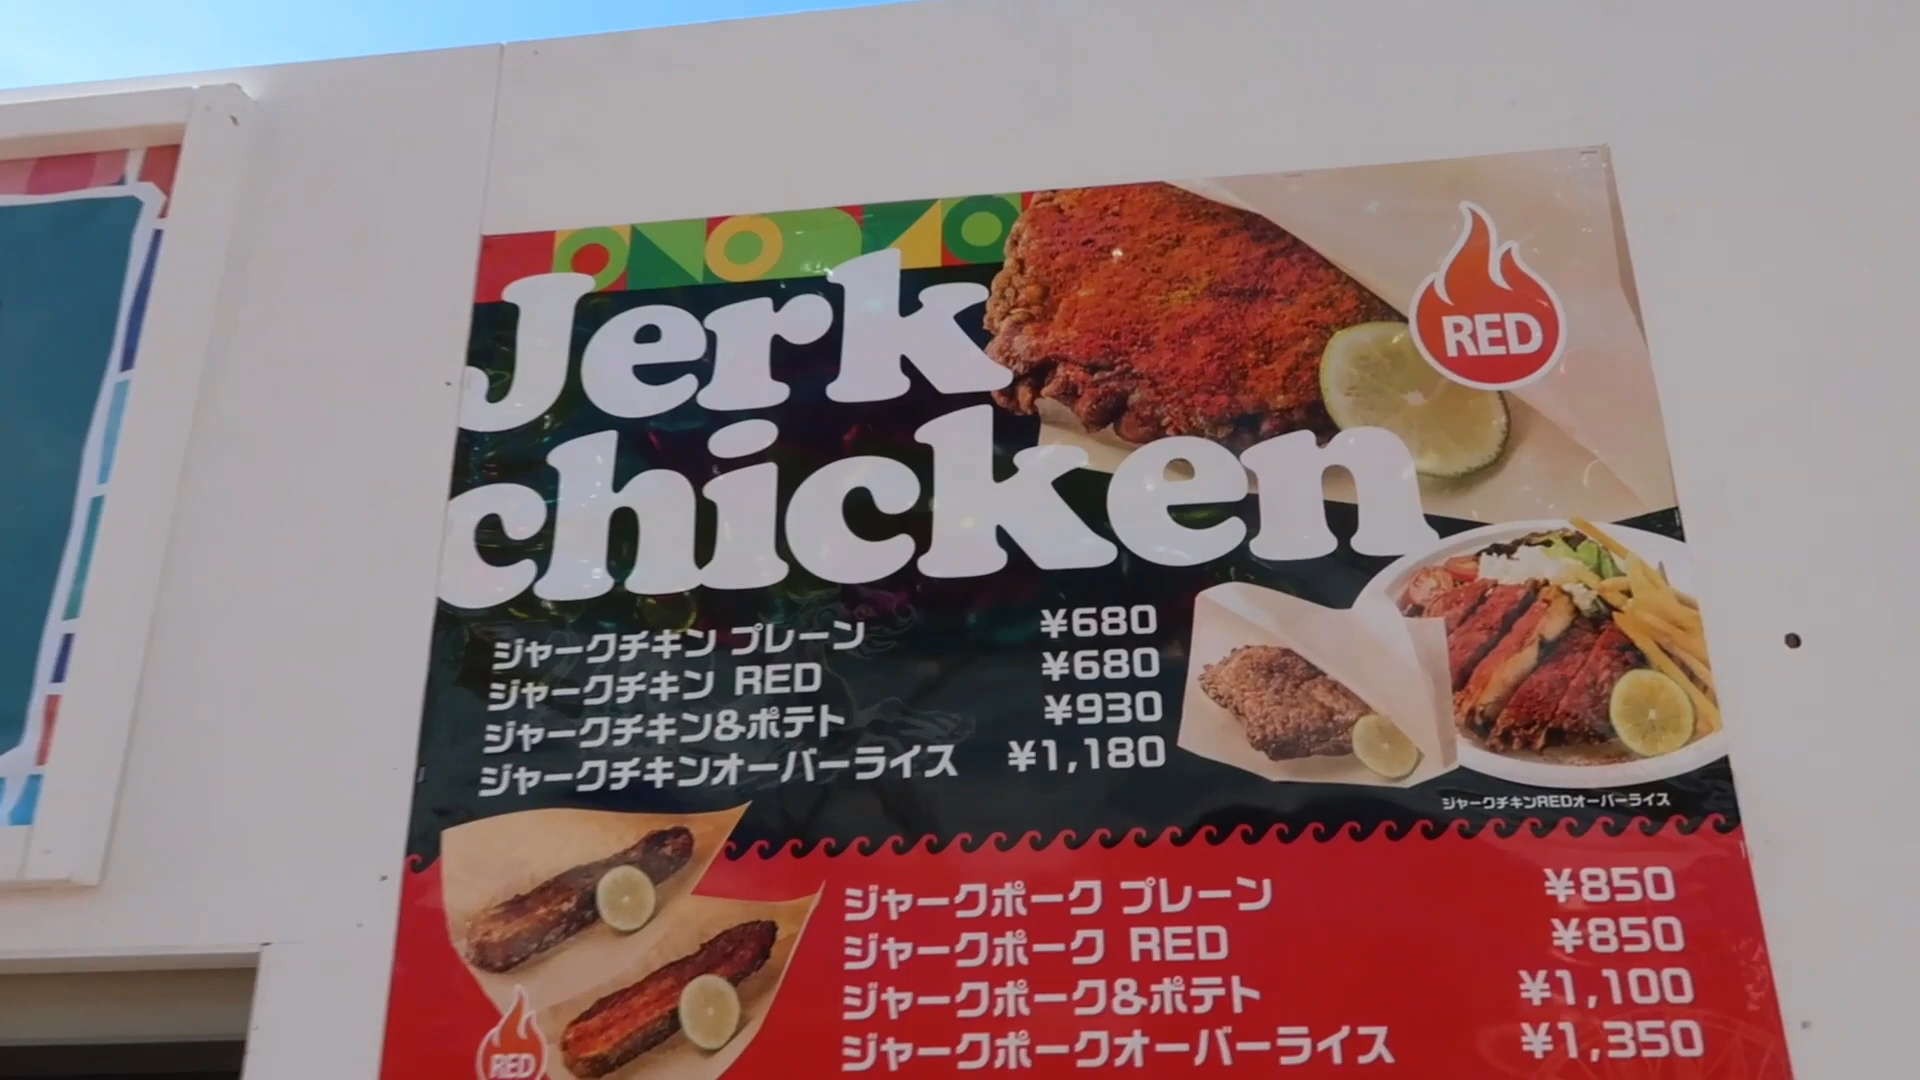 Jerk
RED
chicken
ジャークチキン プレーン ¥680
ジャークチキン RED ¥680
ジャークチキン&ポテト ¥930
ジャークチキンオーバーライス ¥1,180
ジャークチキンREDオーバーライス
ジャークポーク プレーン ¥850
ジャークポーク RED ¥850
ジャークポーク&ポテト ¥1,100
ジャークポークオーバーライス ¥1,350
RED